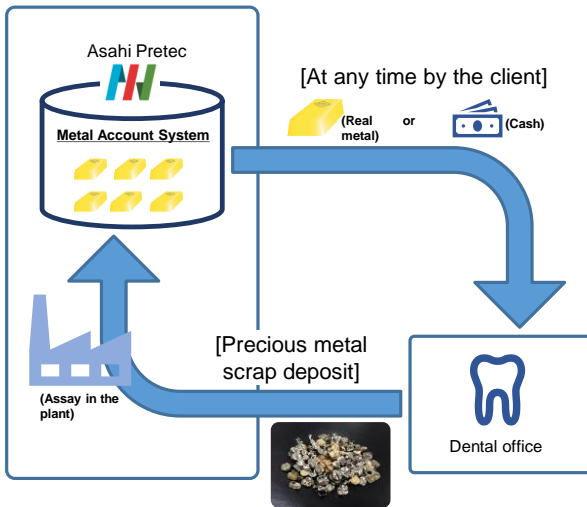 Asahi Pretec
Metal Account System
[At any time by the client]
(Real
metal)
or
(Cash)
[Precious metal
scrap deposit]
(Assay in the
plant)
Dental office